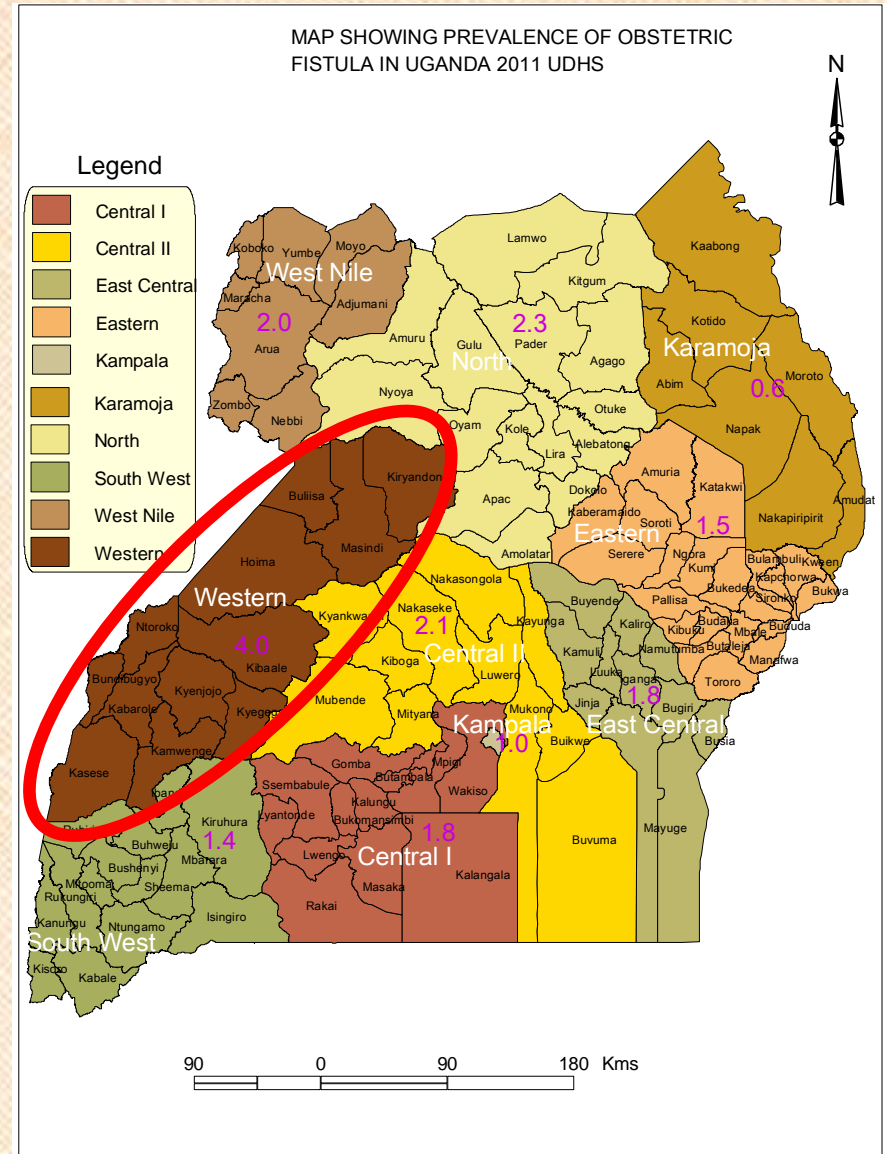 MAP SHOWING PREVALENCE OF OBSTETRIC
FISTULA IN UGANDA 2011 UDHS
N
Legend
Central I
Central II
East Central
Eastern
Kampala
Karamoja
North
South West
West Nile
Western
Koboko
Yumbe
Moyo
West Nile
Maracha
Adjumani
2.0
Arua
Zombo
Nebbi
Lamwo
Kitgum
Amuru
Gulu
2.3
Pader
North
Agago
Nyoya
Oyam
Kole
Otuke
Lira
Alebatong
Apac
Dokolo
Amolatar
Kaabong
Kotido
Karamoja
Abim
Moroto
0.6
Napak
Amudat
Nakapiripirit
Amuria
Katakwi
Kaberamaido
Soroti
1.5
Eastern
Serere
Ngora
Kum
Bukedea
Bulambuli
Kween
Kapchorwa
Bukwa
Sironko
Pallisa
Budaka
Bududa
Kibuku
Mbale
Butaleja
Manafwa
Tororo
Kiryandon
Buliisa
Masindi
Hoima
Western
Ntoroko
4.0
Kibaale
Bundibugyo
Kyenjojo
Kabarole
Kyegeg
Kamwenge
Kasese
Nakasongola
Kyankwa
Nakaseke
Kayunga
2.1
Kiboga
Central II
Luwero
Mubende
Mityana
Mukono
Buikwe
Buvuma
Buyende
Kaliro
Kamuli
Namutumba
Luuka
ganga
1.8
Jinja
Bugiri
East Central
Busia
Mayuge
Kampala
1.0
Gomba
Mpigi
Butambala
Ssembabule
Wakiso
Kalungu
Lyantonde
Bukomansimbi
1.8
Lwengo
Central I
Masaka
Kalangala
Rakai
Iband
Kiruhura
1.4
Buhweju
Mbarara
Bushenyi
Mitooma
Sheema
Rukungiri
Isingiro
Kanungu
Ntungamo
South West
Kisoro
Kabale
90
0
90
180
Kms